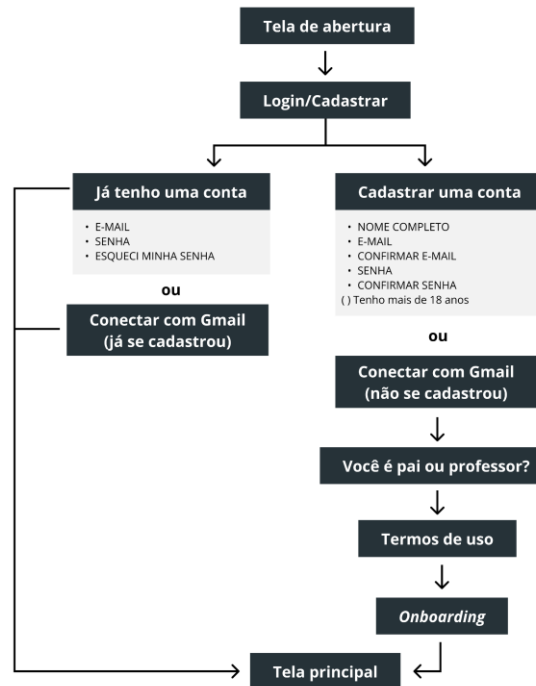 Tela de abertura
Login/Cadastrar
Já tenho uma conta
• E-MAIL
• SENHA
• ESQUECI MINHA SENHA
ou
Conectar com Gmail
(já se cadastrou)
Cadastrar uma conta
• NOME COMPLETO
• E-MAIL
• CONFIRMAR E-MAIL
• SENHA
• CONFIRMAR SENHA
( ) Tenho mais de 18 anos
ou
Conectar com Gmail
(não se cadastrou)
Você é pai ou professor?
Termos de uso
Onboarding
Tela principal